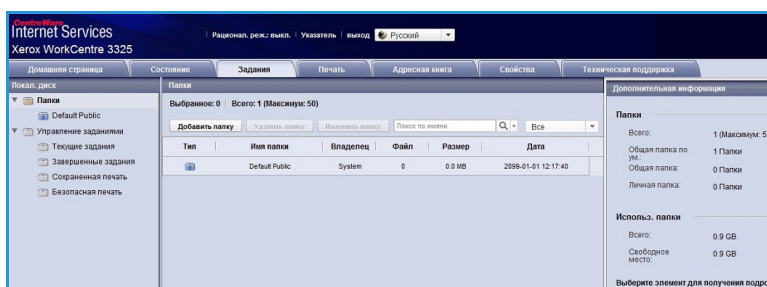 CentreWare
Internet Services
Xerox WorkCentre 3325
Рационал. реж.: выкл. Указатель выход Русский
Домашняя страница Состояние Задания Печать Адресная книга Свойства Техническая поддержка
Локал. диск
Папки
Default Public
Управление заданиями
Текущие задания
Завершенные задания
Сохраненная печать
Безопасная печать
Папки
Выбранное: 0 Всего: 1 (Максимум: 50)
Добавить папку Удалить папку Изменить папку Поиск по имени Все
Тип Имя папки Владелец Файл Размер Дата
Default Public System 0 0.0 MB 2099-01-01 12:17:40
Дополнительная информация
Папки
Всего: 1 (Максимум: 5
Общая папка по ум.: 1 Папки
Общая папка: 0 Папки
Личная папка: 0 Папки
Использ. папки
Всего: 0.9 GB
Свободное место: 0.9 GB
Выберите элемент для получения подро